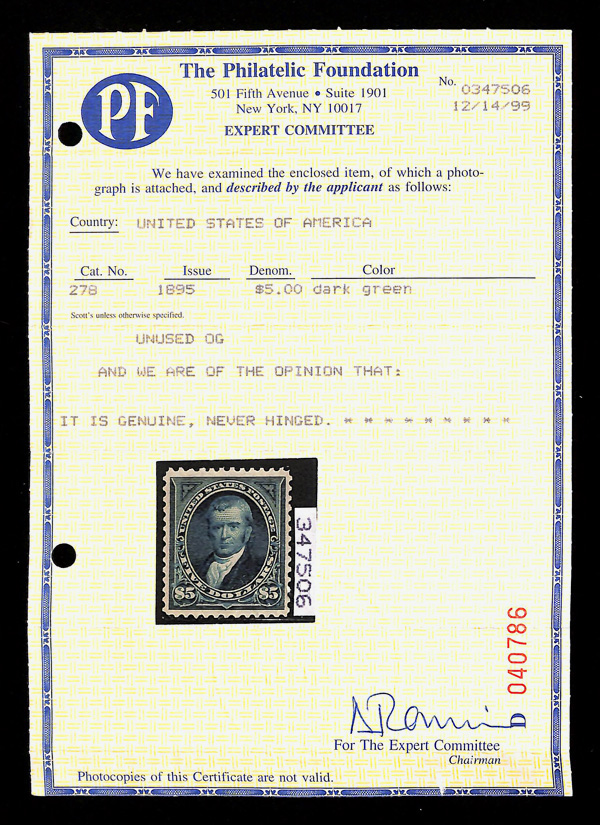 PF
The Philatelic Foundation
501 Fifth Avenue • Suite 1901
New York, NY 10017
EXPERT COMMITTEE
No. 0347506
12/14/99
We have examined the enclosed item, of which a photo-
graph is attached, and described by the applicant as follows:
Country: UNITED STATES OF AMERICA
Cat. No. Issue Denom. Color
278 1895 $5.00 dark green
Scott's unless otherwise specified.
UNUSED OG
AND WE ARE OF THE OPINION THAT:
IT IS GENUINE, NEVER HINGED. * * * * * * * * *
UNITED STATES POSTAGE
FIVE DOLLARS
$5 $5
347506
040786
D
For The Expert Committee
Chairman
Photocopies of this Certificate are not valid.